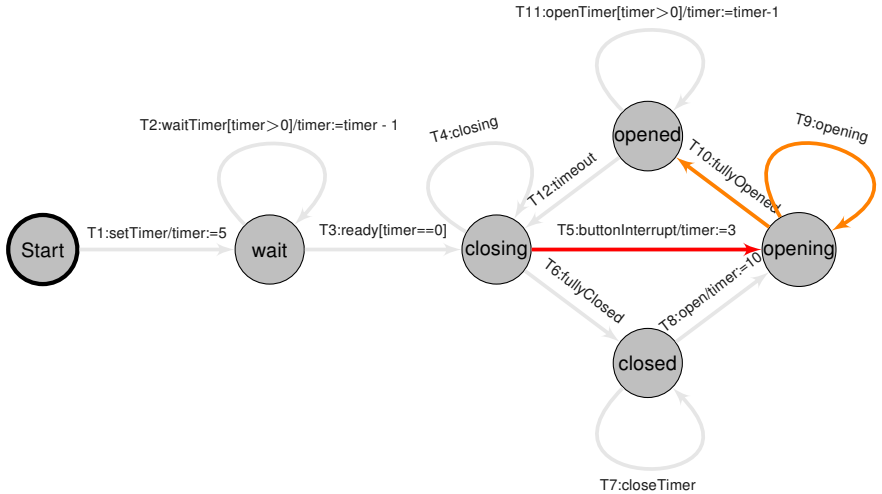 T11:openTimer[timer>0]/timer:=timer-1
T2:waitTimer[timer>0]/timer:=timer - 1
T4:closing
opened
T9:opening
T10:fullyOpened
T12:timeout
Start
T1:setTimer/timer:=5
wait
T3:ready[timer==0]
closing
T5:buttonInterrupt/timer:=3
opening
T6:fullyClosed
T8:open/timer:=10
closed
T7:closeTimer